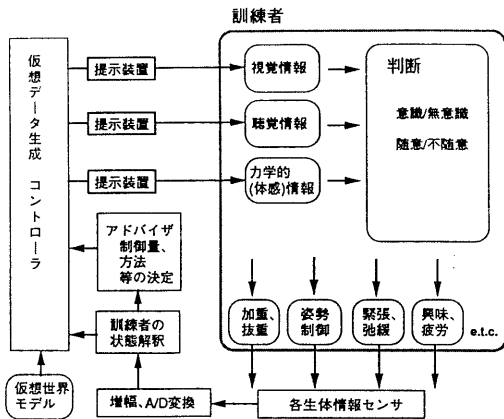 訓練者
仮想データ生成 コントローラ
提示装置
視覚情報
判断
意識/無意識
随意/不随意
提示装置
聴覚情報
提示装置
力学的
(体感)情報
アドバイザ
制御量、
方法
等の決定
訓練者の
状態解釈
加重、
抜重
姿勢
制御
緊張、
弛緩
興味、
疲労
e.t.c.
仮想世界
モデル
増幅、A/D変換
各生体情報センサ